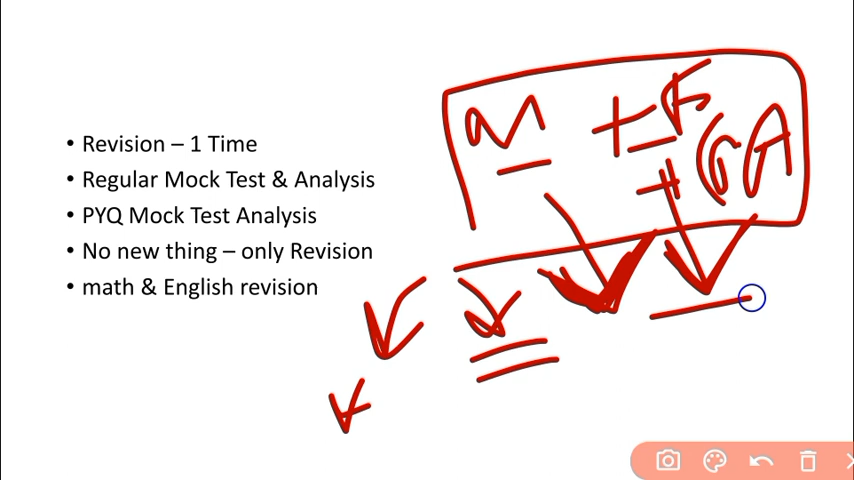 • Revision – 1 Time
• Regular Mock Test & Analysis
• PYQ Mock Test Analysis
• No new thing – only Revision
• math & English revision
M + E
+ GA